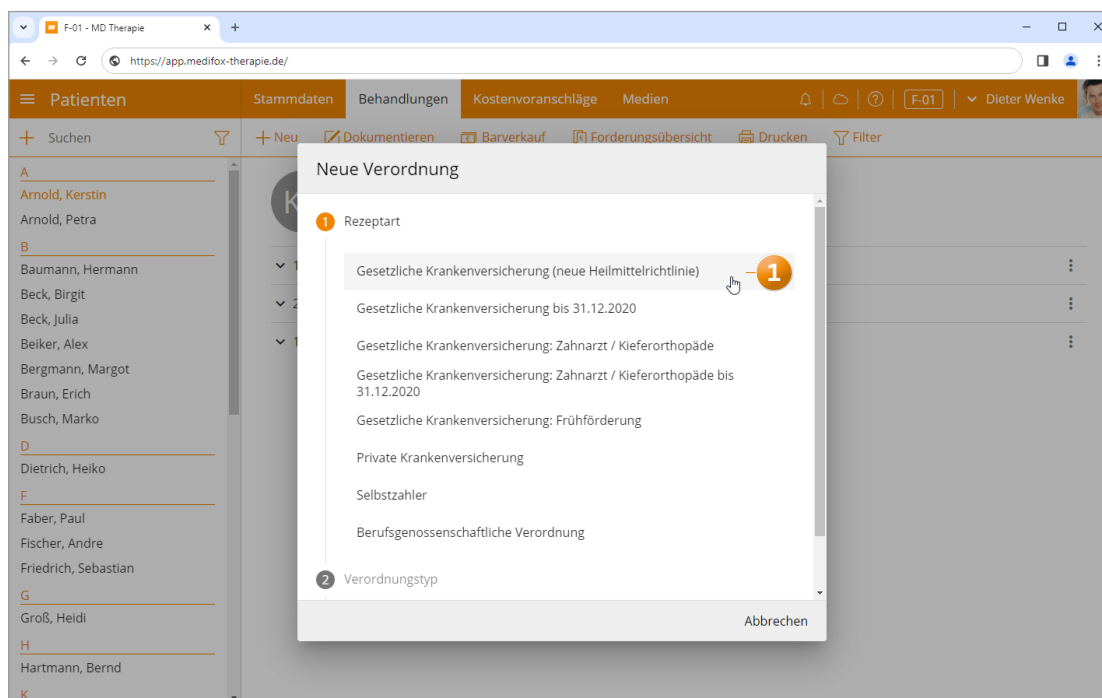 F-01 - MD Therapie
https://app.medifox-therapie.de/
Patienten
Stammdaten Behandlungen Kostenvoranschläge Medien
F-01 Dieter Wenke
Suchen
Neu Dokumentieren Barverkauf Forderungsübersicht Drucken Filter
A
Arnold, Kerstin
Arnold, Petra
B
Baumann, Hermann
Beck, Birgit
Beck, Julia
Beiker, Alex
Bergmann, Margot
Braun, Erich
Busch, Marko
D
Dietrich, Heiko
F
Faber, Paul
Fischer, Andre
Friedrich, Sebastian
G
Groß, Heidi
H
Hartmann, Bernd
K
K
1
2
1
Neue Verordnung
1 Rezeptart
Gesetzliche Krankenversicherung (neue Heilmittelrichtlinie)
1
Gesetzliche Krankenversicherung bis 31.12.2020
Gesetzliche Krankenversicherung: Zahnarzt / Kieferorthopäde
Gesetzliche Krankenversicherung: Zahnarzt / Kieferorthopäde bis
31.12.2020
Gesetzliche Krankenversicherung: Frühförderung
Private Krankenversicherung
Selbstzahler
Berufsgenossenschaftliche Verordnung
2 Verordnungstyp
Abbrechen